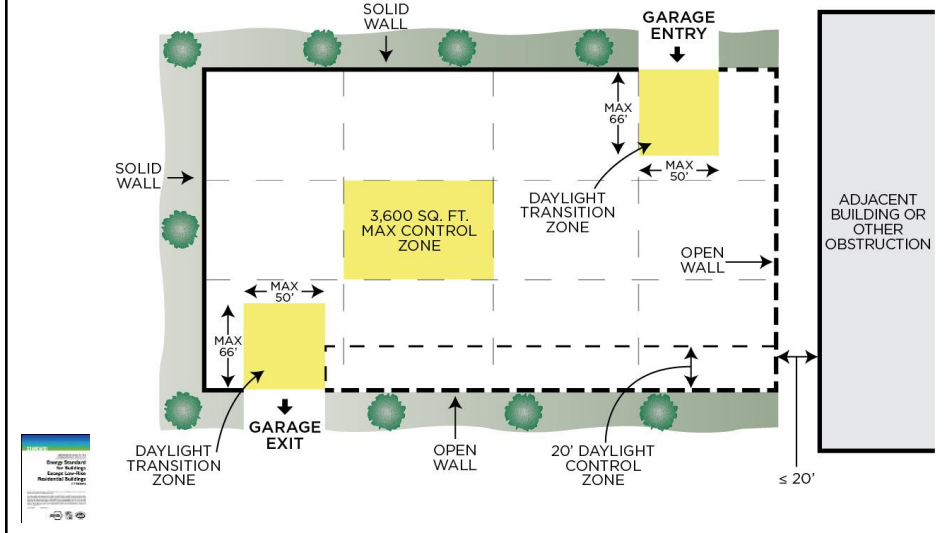 SOLID
WALL
GARAGE
ENTRY
MAX
66'
MAX
50'
SOLID
WALL
DAYLIGHT
TRANSITION
ZONE
3,600 SQ. FT.
MAX CONTROL
ZONE
ADJACENT
BUILDING OR
OTHER
OBSTRUCTION
OPEN
WALL
MAX
50'
MAX
66'
GARAGE
EXIT
DAYLIGHT
TRANSITION
ZONE
OPEN
WALL
20' DAYLIGHT
CONTROL
ZONE
≤ 20'
Energy Standard
for Buildings
Except Low-Rise
Residential Buildings